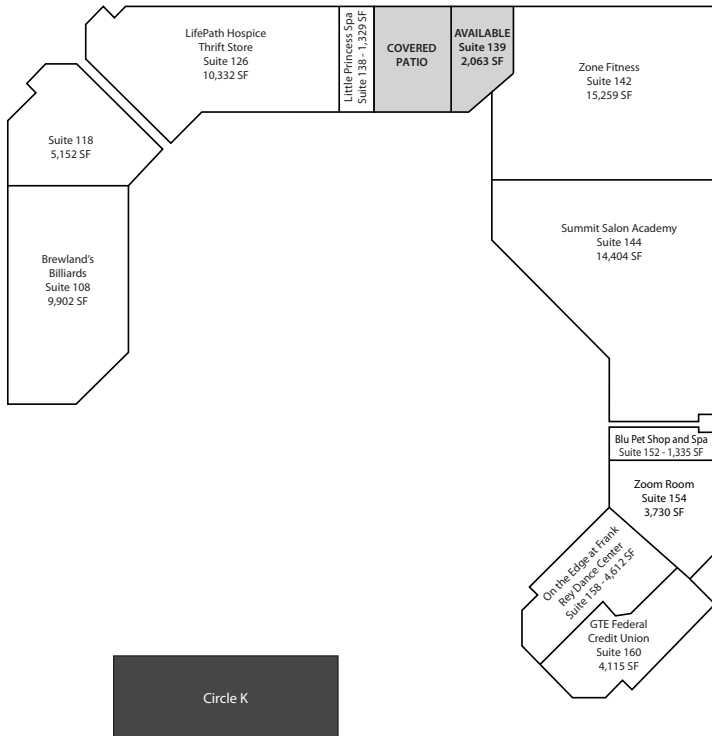 LifePath Hospice
Thrift Store
Suite 126
10,332 SF
Little Princess Spa
Suite 138 - 1,329 SF
COVERED
PATIO
AVAILABLE
Suite 139
2,063 SF
Zone Fitness
Suite 142
15,259 SF
Suite 118
5,152 SF
Brewland’s
Billiards
Suite 108
9,902 SF
Summit Salon Academy
Suite 144
14,404 SF
Blu Pet Shop and Spa
Suite 152 - 1,335 SF
Zoom Room
Suite 154
3,730 SF
On the Edge at Frank
Rey Dance Center
Suite 158 - 4,612 SF
GTE Federal
Credit Union
Suite 160
4,115 SF
Circle K